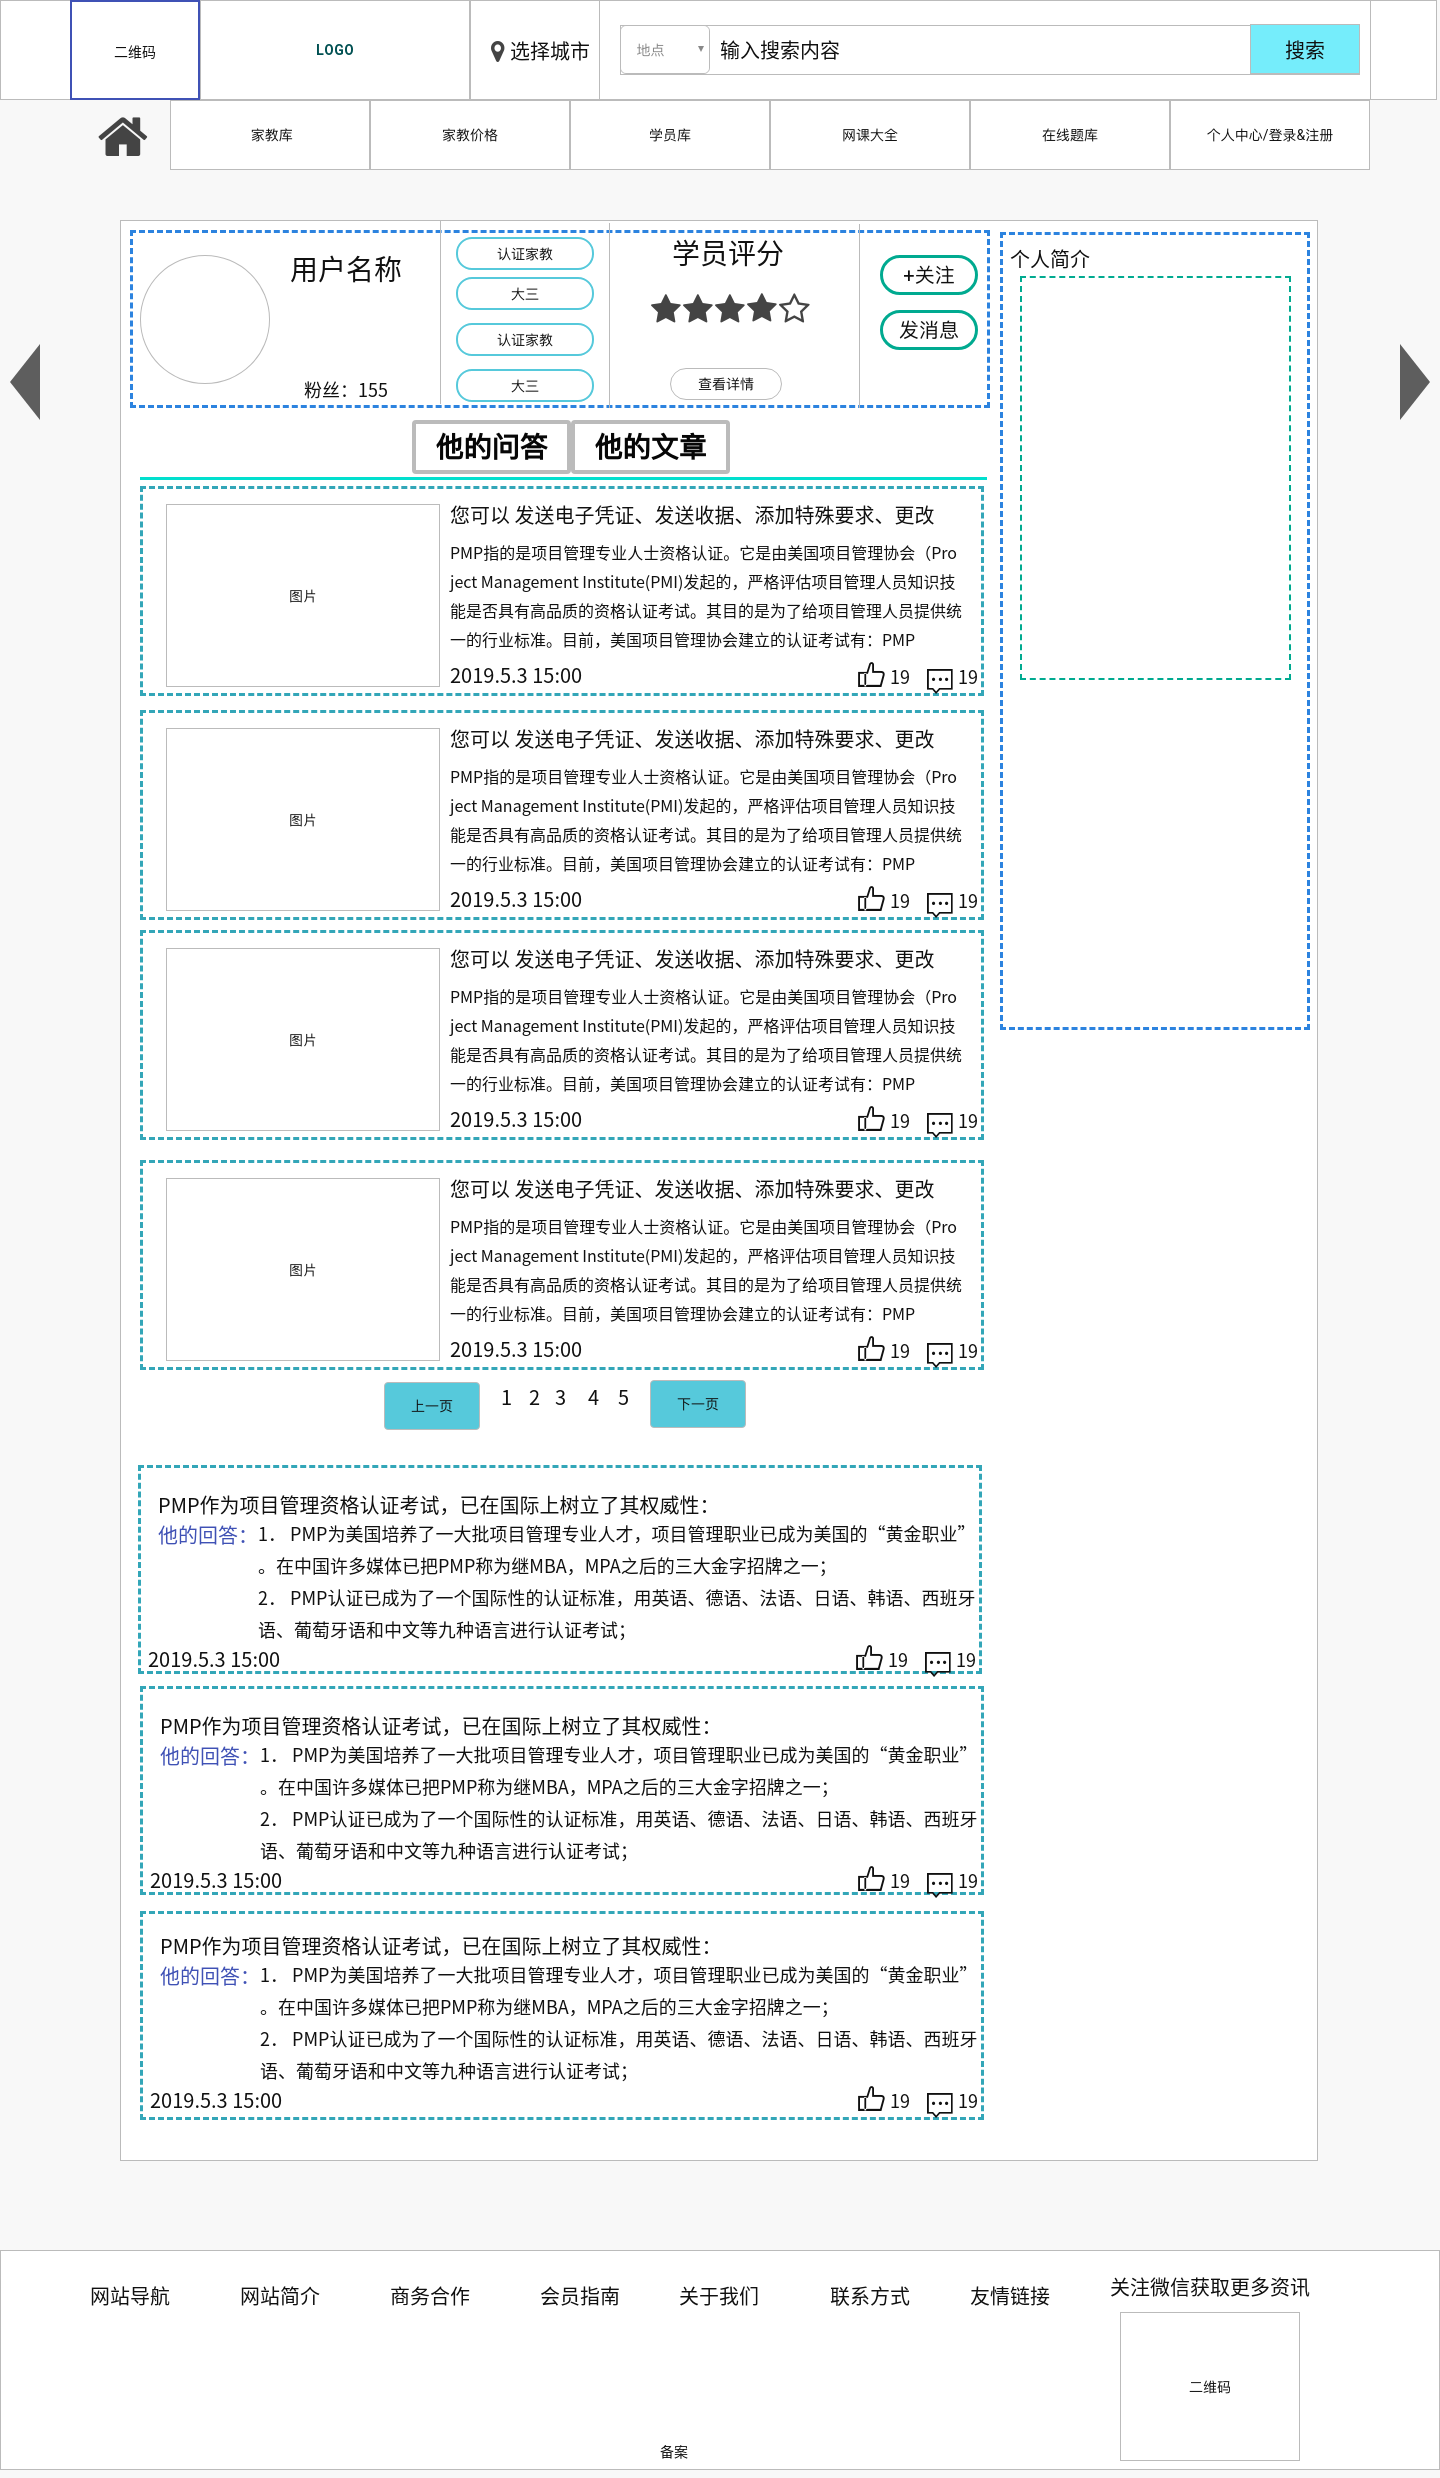 二维码
LOGO
选择城市
地点
输入搜索内容
搜索
家教库
家教价格
学员库
网课大全
在线题库
个人中心/登录&注册
用户名称
粉丝：155
认证家教
大三
认证家教
大三
学员评分
查看详情
+关注
发消息
个人简介
他的问答
他的文章
图片
您可以 发送电子凭证、发送收据、添加特殊要求、更改
PMP指的是项目管理专业人士资格认证。它是由美国项目管理协会（Pro
ject Management Institute(PMI)发起的，严格评估项目管理人员知识技
能是否具有高品质的资格认证考试。其目的是为了给项目管理人员提供统
一的行业标准。目前，美国项目管理协会建立的认证考试有：PMP
2019.5.3 15:00
19
19
图片
您可以 发送电子凭证、发送收据、添加特殊要求、更改
PMP指的是项目管理专业人士资格认证。它是由美国项目管理协会（Pro
ject Management Institute(PMI)发起的，严格评估项目管理人员知识技
能是否具有高品质的资格认证考试。其目的是为了给项目管理人员提供统
一的行业标准。目前，美国项目管理协会建立的认证考试有：PMP
2019.5.3 15:00
19
19
图片
您可以 发送电子凭证、发送收据、添加特殊要求、更改
PMP指的是项目管理专业人士资格认证。它是由美国项目管理协会（Pro
ject Management Institute(PMI)发起的，严格评估项目管理人员知识技
能是否具有高品质的资格认证考试。其目的是为了给项目管理人员提供统
一的行业标准。目前，美国项目管理协会建立的认证考试有：PMP
2019.5.3 15:00
19
19
图片
您可以 发送电子凭证、发送收据、添加特殊要求、更改
PMP指的是项目管理专业人士资格认证。它是由美国项目管理协会（Pro
ject Management Institute(PMI)发起的，严格评估项目管理人员知识技
能是否具有高品质的资格认证考试。其目的是为了给项目管理人员提供统
一的行业标准。目前，美国项目管理协会建立的认证考试有：PMP
2019.5.3 15:00
19
19
上一页
1 2 3 4 5
下一页
PMP作为项目管理资格认证考试，已在国际上树立了其权威性：
他的回答：1． PMP为美国培养了一大批项目管理专业人才，项目管理职业已成为美国的“黄金职业”
。在中国许多媒体已把PMP称为继MBA，MPA之后的三大金字招牌之一；
2． PMP认证已成为了一个国际性的认证标准，用英语、德语、法语、日语、韩语、西班牙
语、葡萄牙语和中文等九种语言进行认证考试；
2019.5.3 15:00
19
19
PMP作为项目管理资格认证考试，已在国际上树立了其权威性：
他的回答：1． PMP为美国培养了一大批项目管理专业人才，项目管理职业已成为美国的“黄金职业”
。在中国许多媒体已把PMP称为继MBA，MPA之后的三大金字招牌之一；
2． PMP认证已成为了一个国际性的认证标准，用英语、德语、法语、日语、韩语、西班牙
语、葡萄牙语和中文等九种语言进行认证考试；
2019.5.3 15:00
19
19
PMP作为项目管理资格认证考试，已在国际上树立了其权威性：
他的回答：1． PMP为美国培养了一大批项目管理专业人才，项目管理职业已成为美国的“黄金职业”
。在中国许多媒体已把PMP称为继MBA，MPA之后的三大金字招牌之一；
2． PMP认证已成为了一个国际性的认证标准，用英语、德语、法语、日语、韩语、西班牙
语、葡萄牙语和中文等九种语言进行认证考试；
2019.5.3 15:00
19
19
网站导航
网站简介
商务合作
会员指南
关于我们
联系方式
友情链接
关注微信获取更多资讯
二维码
备案